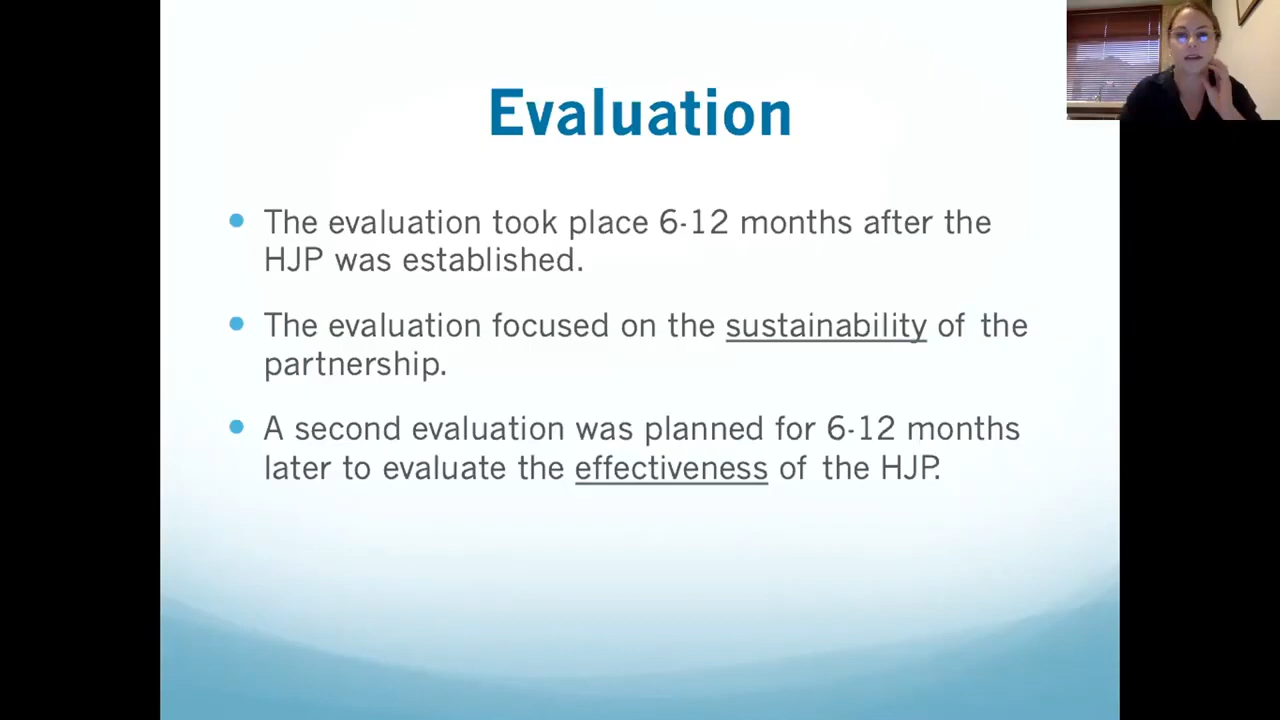 Evaluation
The evaluation took place 6-12 months after the
HJP was established.
The evaluation focused on the sustainability of the
partnership.
A second evaluation was planned for 6-12 months
later to evaluate the effectiveness of the HJP.